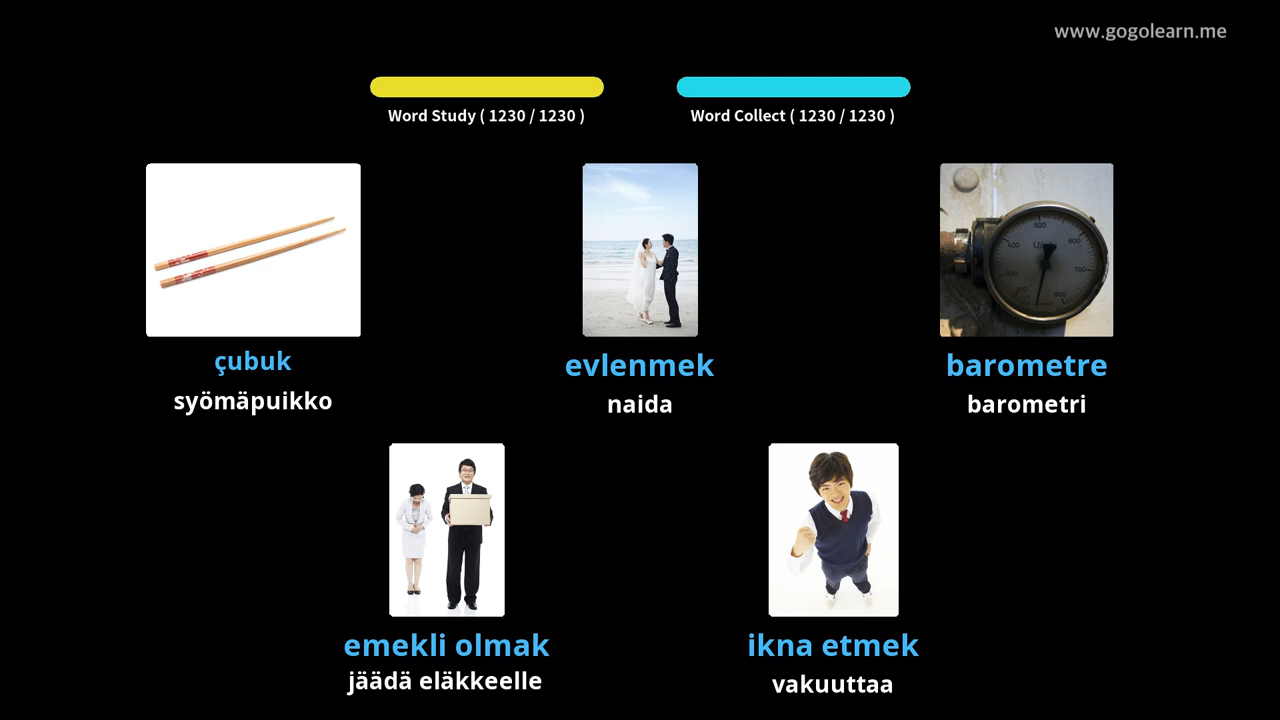 www.gogolearn.me
Word Study ( 1230 / 1230 )
Word Collect ( 1230 / 1230 )
çubuk
syömäpuikko
evlenmek
naida
barometre
barometri
emekli olmak
jäädä eläkkeelle
ikna etmek
vakuuttaa